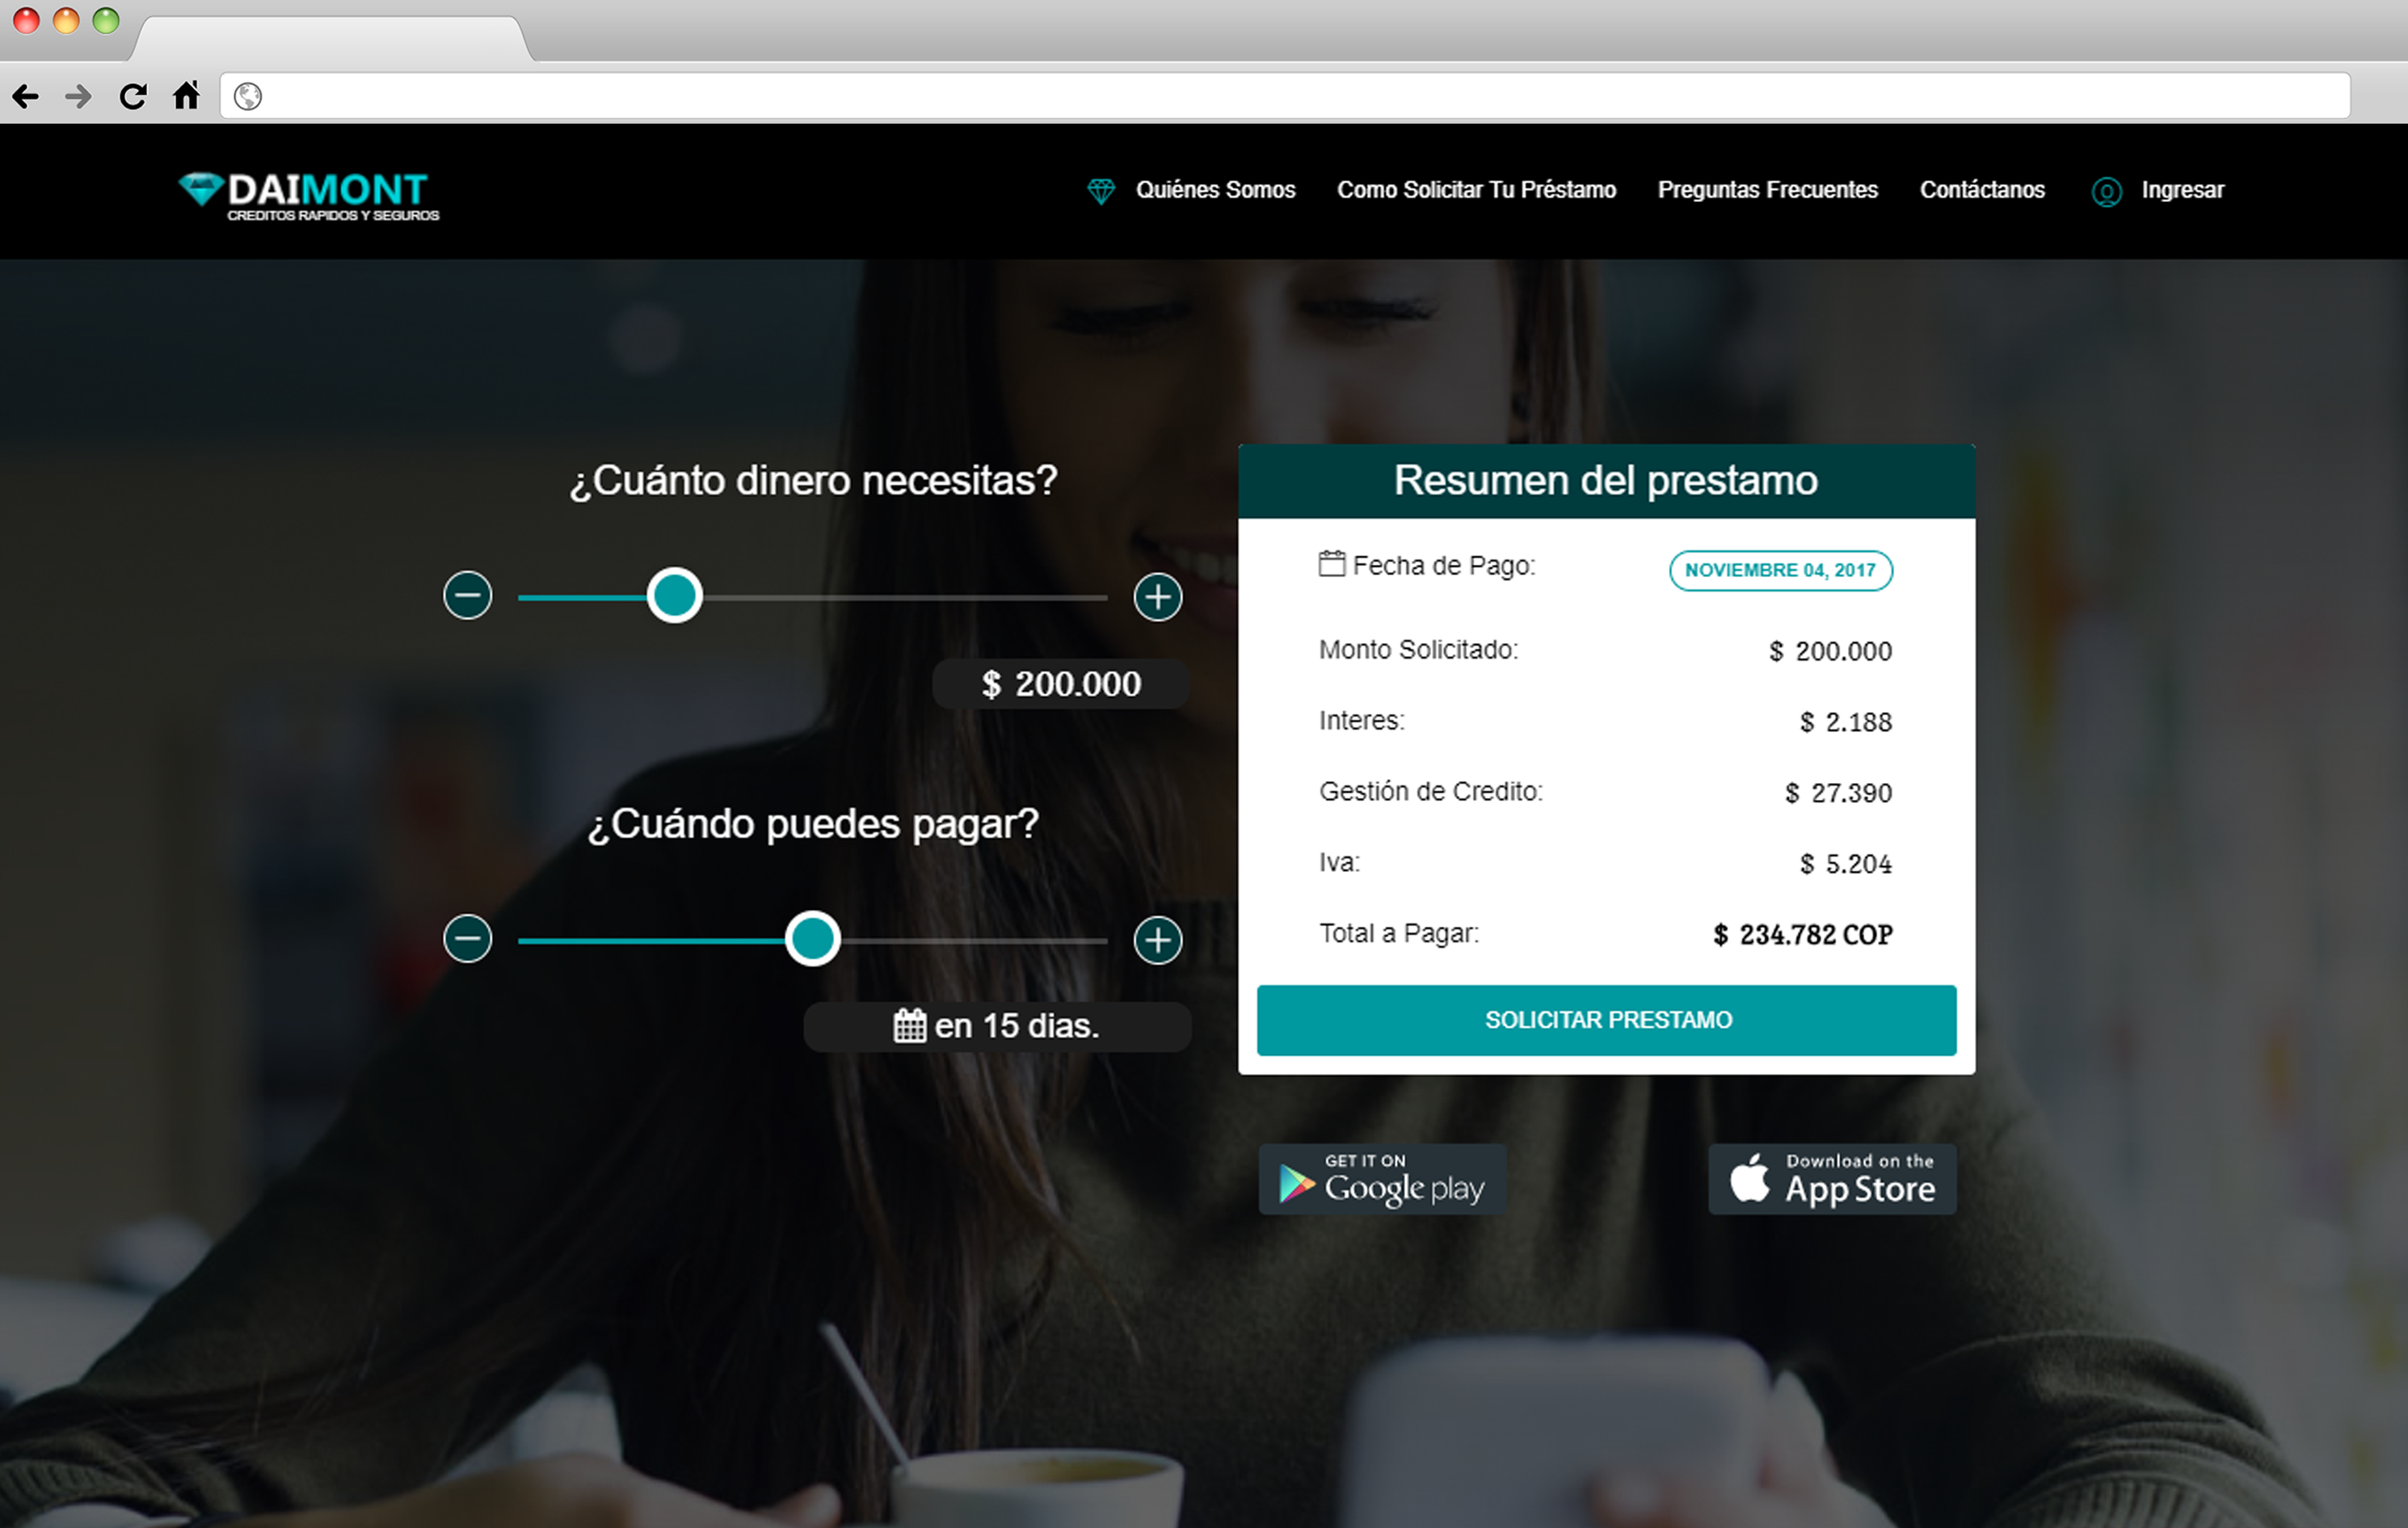 DAIMONT
CREDITOS RAPIDOS Y SEGUROS
Quiénes Somos
Como Solicitar Tu Préstamo
Preguntas Frecuentes
Contáctanos
Ingresar
¿Cuánto dinero necesitas?
$ 200.000
¿Cuándo puedes pagar?
en 15 dias.
Resumen del prestamo
Fecha de Pago: NOVIEMBRE 04, 2017
Monto Solicitado: $ 200.000
Interes: $ 2.188
Gestión de Credito: $ 27.390
Iva: $ 5.204
Total a Pagar: $ 234.782 COP
SOLICITAR PRESTAMO
GET IT ON
Google play
Download on the
App Store